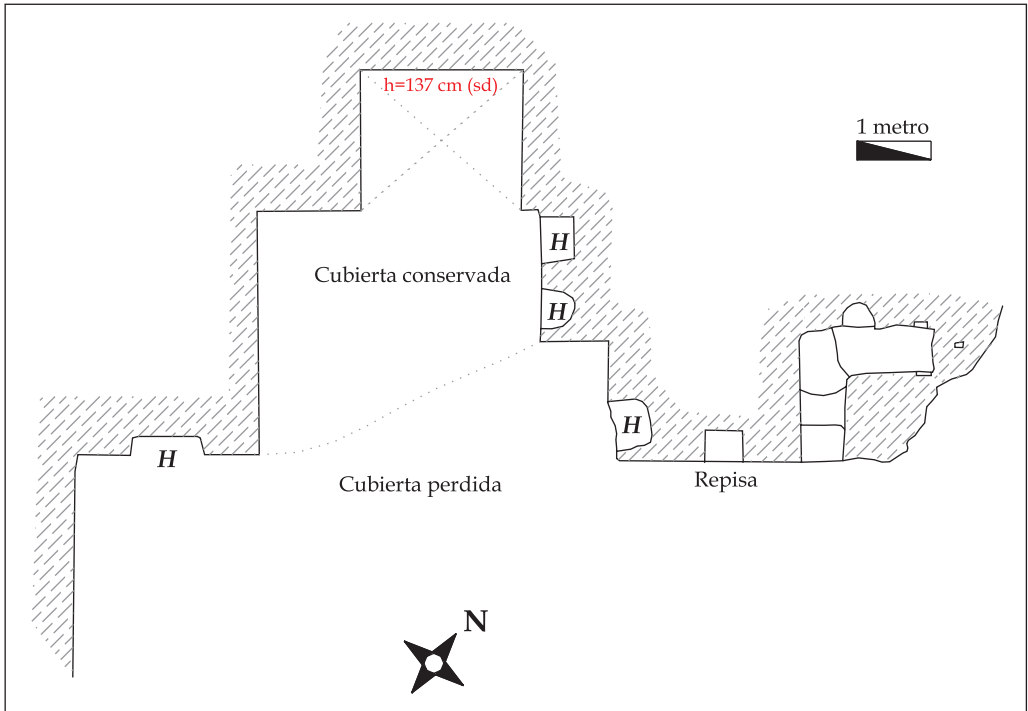 h=137 cm (sd)
1 metro
H
Cubierta conservada
H
H
H
Cubierta perdida
Repisa
N